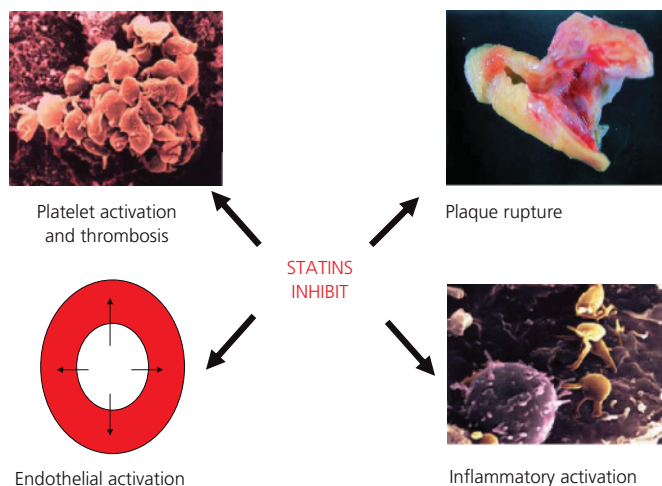 Platelet activation
and thrombosis
Plaque rupture
STATINS
INHIBIT
Endothelial activation
Inflammatory activation